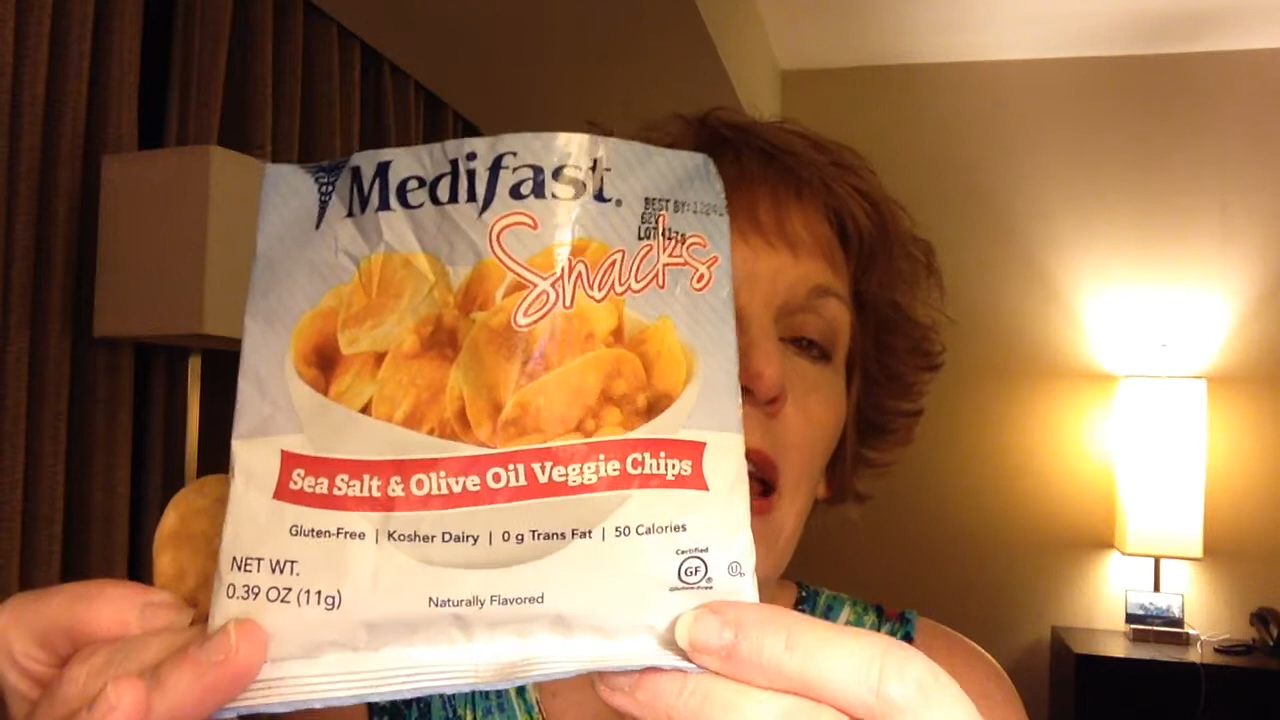 Medifast®
BEST BY:
Snacks
Sea Salt & Olive Oil Veggie Chips
Gluten-Free | Kosher Dairy | 0 g Trans Fat | 50 Calories
NET WT.
0.39 OZ (11g)
Naturally Flavored
Certified
GF®
U D